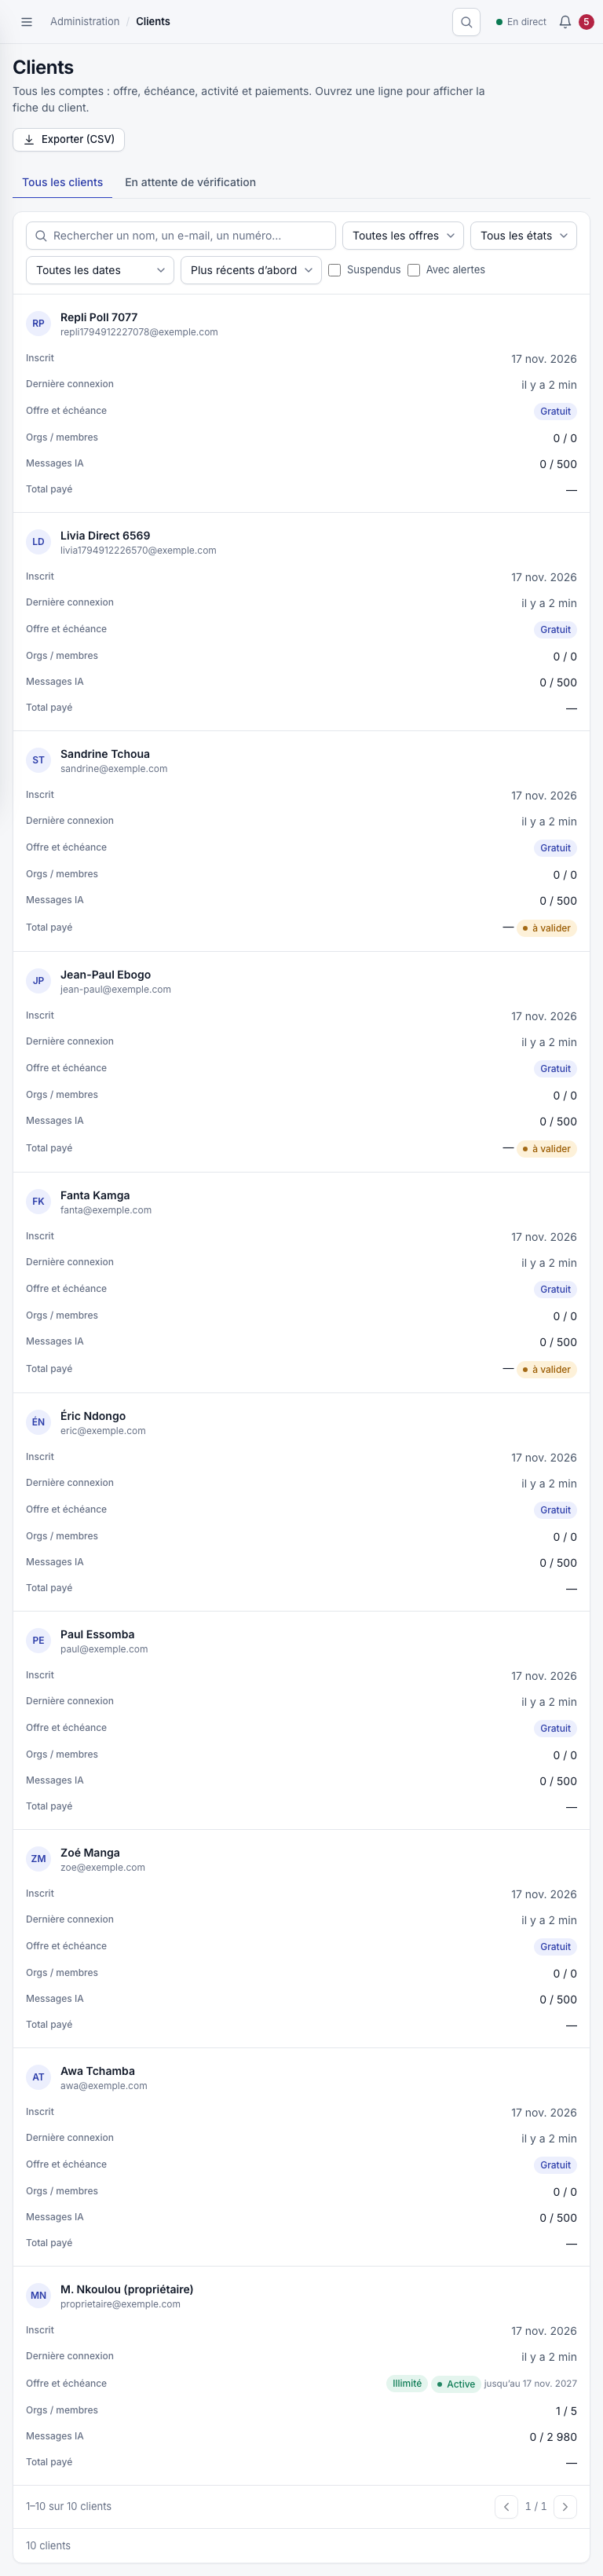 Administration / Clients
En direct
5
Clients
Tous les comptes : offre, échéance, activité et paiements. Ouvrez une ligne pour afficher la
fiche du client.
Exporter (CSV)
Tous les clients
En attente de vérification
Rechercher un nom, un e-mail, un numéro…
Toutes les offres
Tous les états
Toutes les dates
Plus récents d’abord
Suspendus
Avec alertes
RP
Repli Poll 7077
repli1794912227078@exemple.com
Inscrit 17 nov. 2026
Dernière connexion il y a 2 min
Offre et échéance Gratuit
Orgs / membres 0 / 0
Messages IA 0 / 500
Total payé —
LD
Livia Direct 6569
livia1794912226570@exemple.com
Inscrit 17 nov. 2026
Dernière connexion il y a 2 min
Offre et échéance Gratuit
Orgs / membres 0 / 0
Messages IA 0 / 500
Total payé —
ST
Sandrine Tchoua
sandrine@exemple.com
Inscrit 17 nov. 2026
Dernière connexion il y a 2 min
Offre et échéance Gratuit
Orgs / membres 0 / 0
Messages IA 0 / 500
Total payé — à valider
JP
Jean-Paul Ebogo
jean-paul@exemple.com
Inscrit 17 nov. 2026
Dernière connexion il y a 2 min
Offre et échéance Gratuit
Orgs / membres 0 / 0
Messages IA 0 / 500
Total payé — à valider
FK
Fanta Kamga
fanta@exemple.com
Inscrit 17 nov. 2026
Dernière connexion il y a 2 min
Offre et échéance Gratuit
Orgs / membres 0 / 0
Messages IA 0 / 500
Total payé — à valider
ÉN
Éric Ndongo
eric@exemple.com
Inscrit 17 nov. 2026
Dernière connexion il y a 2 min
Offre et échéance Gratuit
Orgs / membres 0 / 0
Messages IA 0 / 500
Total payé —
PE
Paul Essomba
paul@exemple.com
Inscrit 17 nov. 2026
Dernière connexion il y a 2 min
Offre et échéance Gratuit
Orgs / membres 0 / 0
Messages IA 0 / 500
Total payé —
ZM
Zoé Manga
zoe@exemple.com
Inscrit 17 nov. 2026
Dernière connexion il y a 2 min
Offre et échéance Gratuit
Orgs / membres 0 / 0
Messages IA 0 / 500
Total payé —
AT
Awa Tchamba
awa@exemple.com
Inscrit 17 nov. 2026
Dernière connexion il y a 2 min
Offre et échéance Gratuit
Orgs / membres 0 / 0
Messages IA 0 / 500
Total payé —
MN
M. Nkoulou (propriétaire)
proprietaire@exemple.com
Inscrit 17 nov. 2026
Dernière connexion il y a 2 min
Offre et échéance Illimité Active jusqu’au 17 nov. 2027
Orgs / membres 1 / 5
Messages IA 0 / 2 980
Total payé —
1–10 sur 10 clients
1 / 1
10 clients